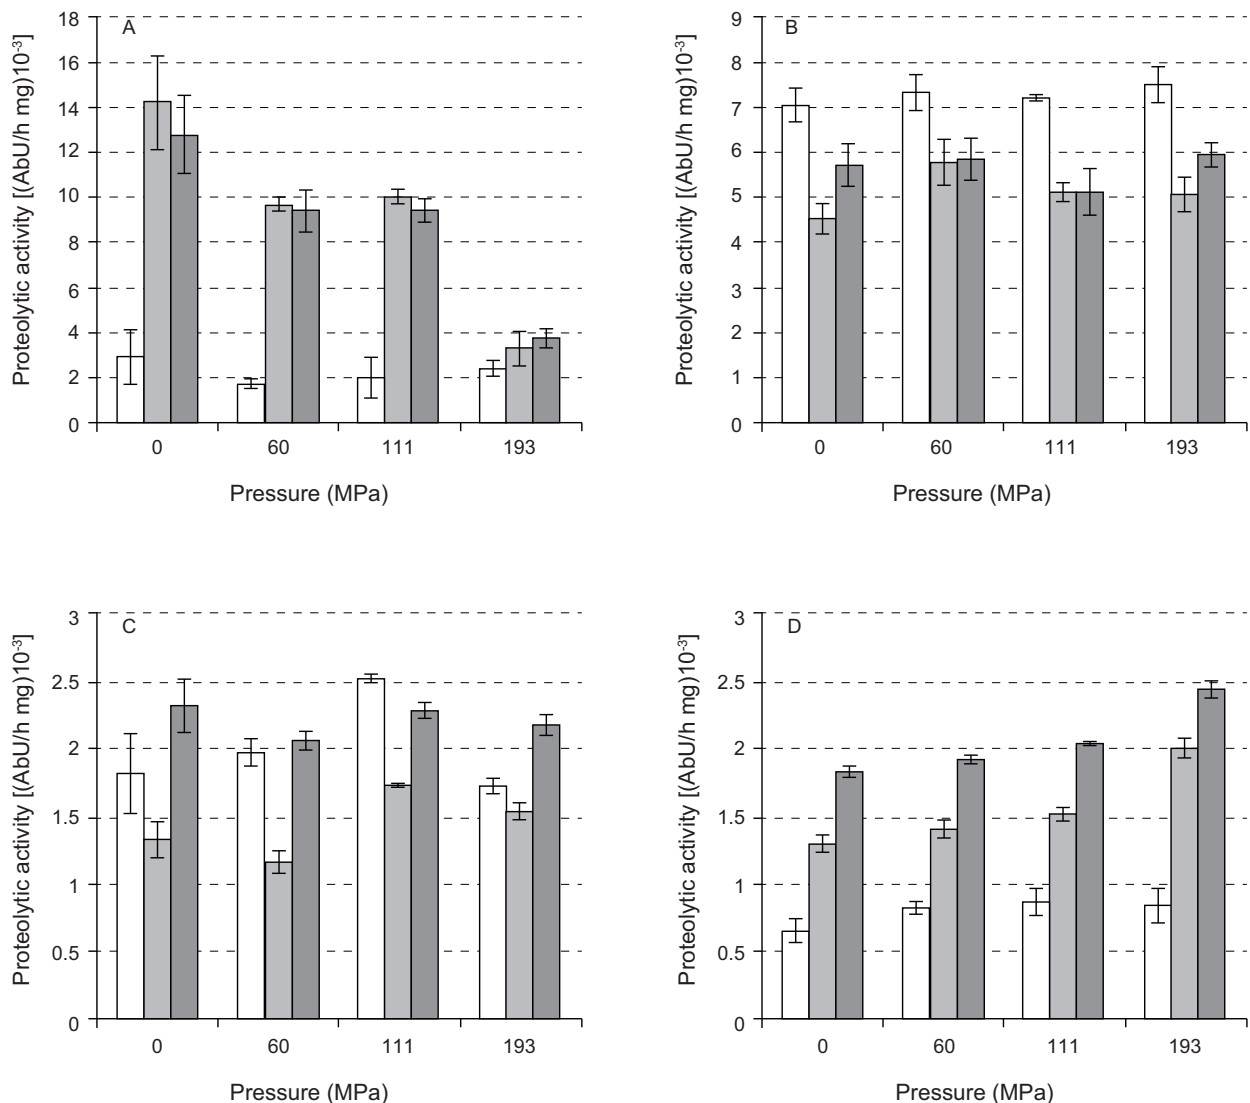 A
Proteolytic activity [(AbU/h mg)10-3]
18
16
14
12
10
8
6
4
2
0
0 60 111 193
Pressure (MPa)
B
Proteolytic activity [(AbU/h mg)10-3]
9
8
7
6
5
4
3
2
1
0
0 60 111 193
Pressure (MPa)
C
Proteolytic activity [(AbU/h mg)10-3]
3
2.5
2
1.5
1
0.5
0
0 60 111 193
Pressure (MPa)
D
Proteolytic activity [(AbU/h mg)10-3]
3
2.5
2
1.5
1
0.5
0
0 60 111 193
Pressure (MPa)